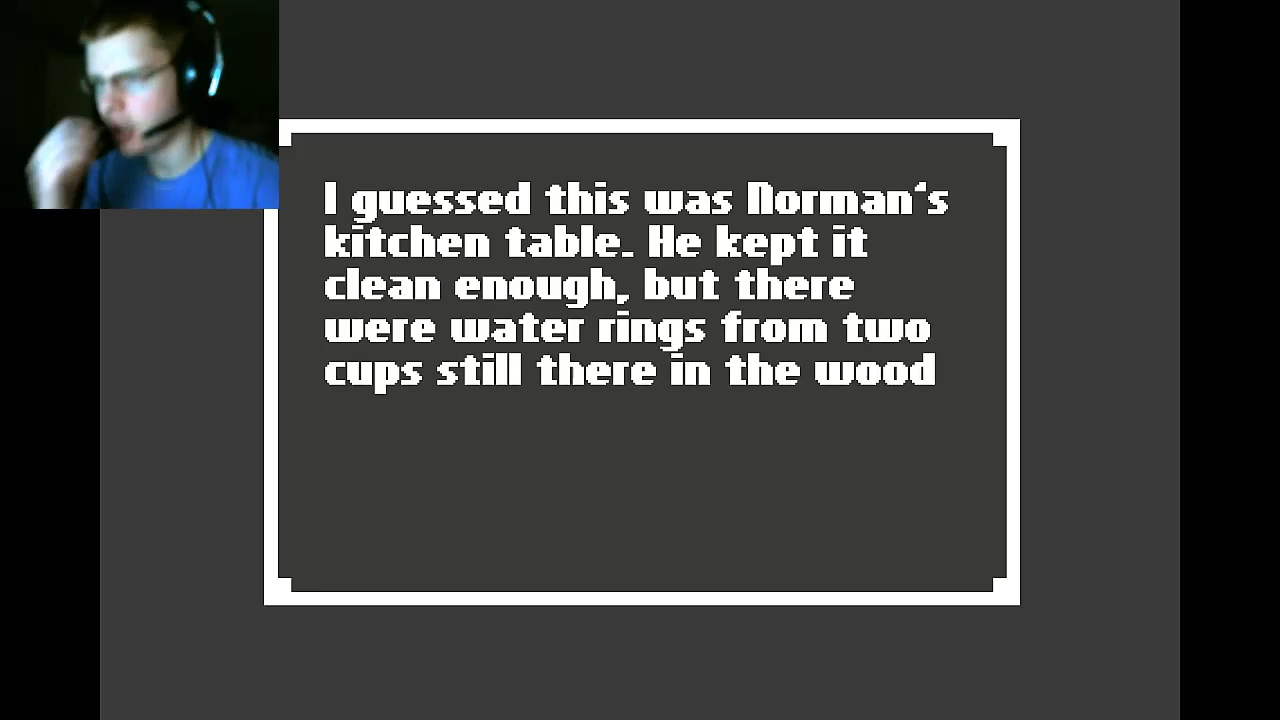 I guessed this was Norman's
kitchen table. He kept it
clean enough, but there
were water rings from two
cups still there in the wood